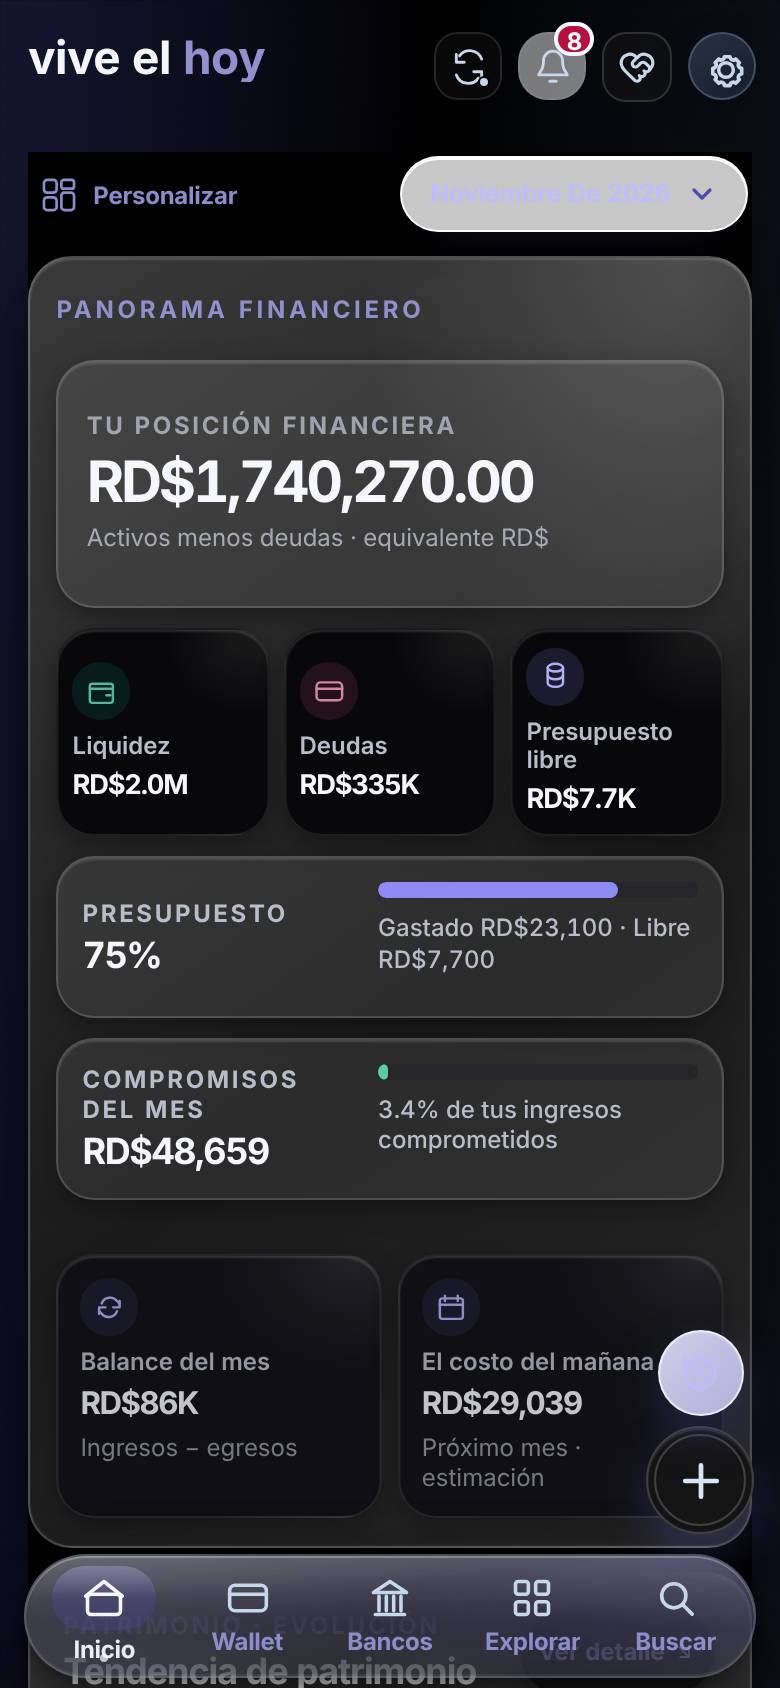 vive el hoy
8
Personalizar
Noviembre De 2026
PANORAMA FINANCIERO
TU POSICIÓN FINANCIERA
RD$1,740,270.00
Activos menos deudas · equivalente RD$
Liquidez
RD$2.0M
Deudas
RD$335K
Presupuesto
libre
RD$7.7K
PRESUPUESTO
75%
Gastado RD$23,100 · Libre
RD$7,700
COMPROMISOS
DEL MES
RD$48,659
3.4% de tus ingresos
comprometidos
Balance del mes
RD$86K
Ingresos – egresos
El costo del mañana
RD$29,039
Próximo mes ·
estimación
PATRIMONIO · EVOLUCIÓN
Inicio
Wallet
Bancos
Explorar
Buscar
Ver detalle
Tendencia de patrimonio